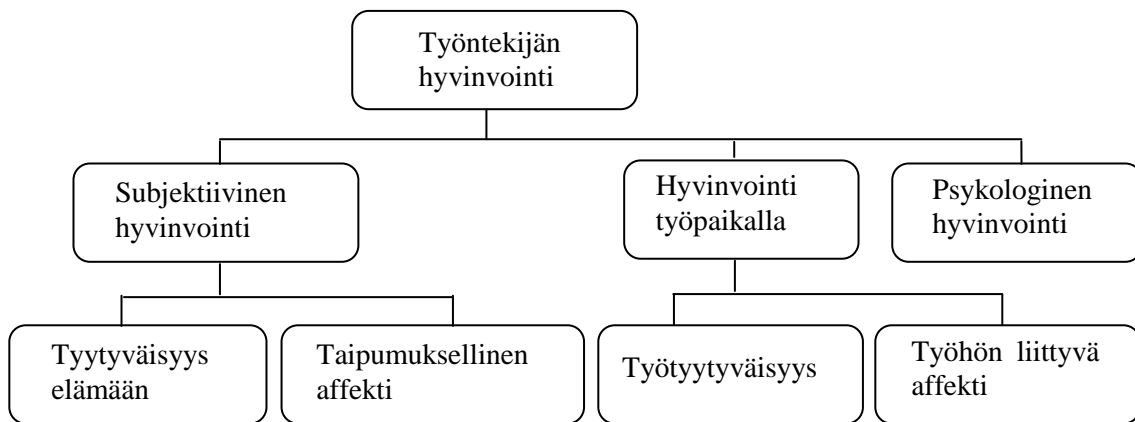 Työntekijän
hyvinvointi
Subjektiivinen
hyvinvointi
Hyvinvointi
työpaikalla
Psykologinen
hyvinvointi
Tyytyväisyys
elämään
Taipumuksellinen
affekti
Työtyytyväisyys
Työhön liittyvä
affekti